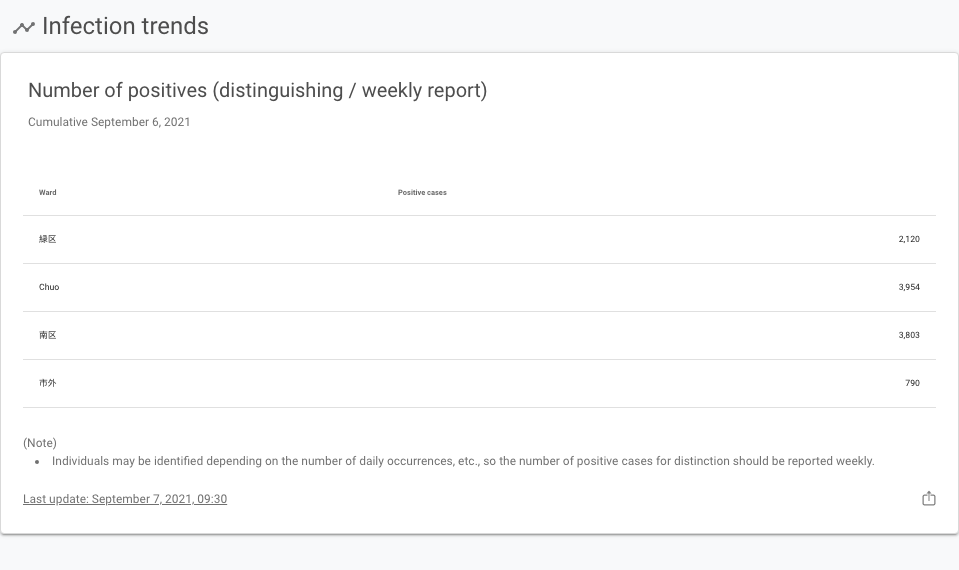 Infection trends
Number of positives (distinguishing / weekly report)
Cumulative September 6, 2021
Ward Positive cases
緑区 2,120
Chuo 3,954
南区 3,803
市外 790
(Note)
Individuals may be identified depending on the number of daily occurrences, etc., so the number of positive cases for distinction should be reported weekly.
Last update: September 7, 2021, 09:30